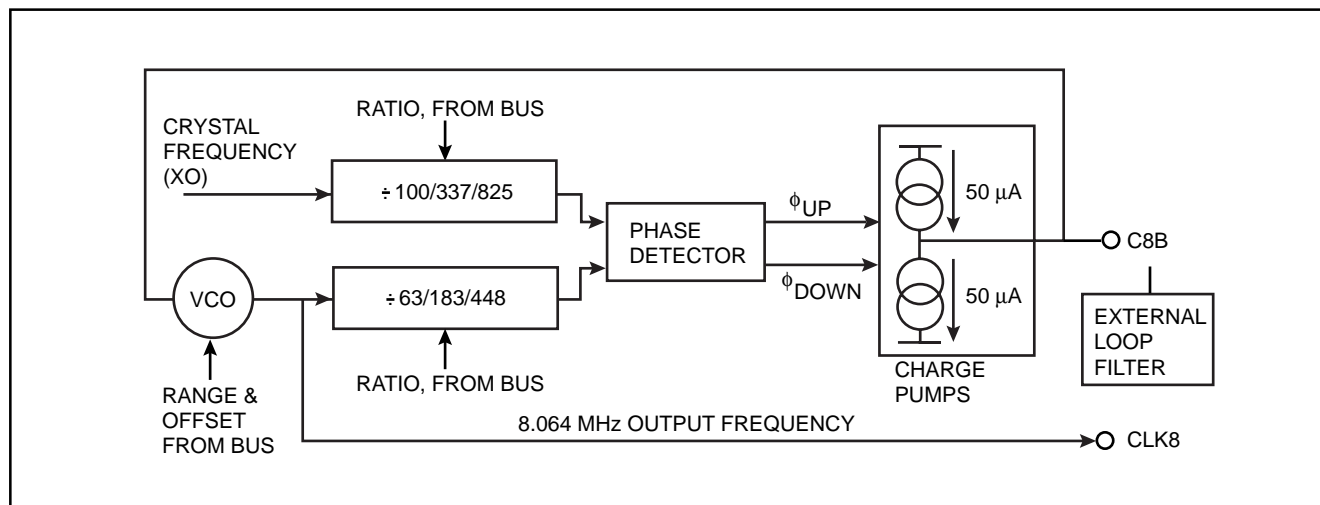 RATIO, FROM BUS
CRYSTAL
FREQUENCY
(XO)
÷ 100/337/825
ϕUP
50 µA
PHASE
DETECTOR
C8B
ϕDOWN
VCO
÷ 63/183/448
50 µA
EXTERNAL
LOOP
FILTER
RATIO, FROM BUS
CHARGE
PUMPS
RANGE &
OFFSET
FROM BUS
8.064 MHz OUTPUT FREQUENCY
CLK8